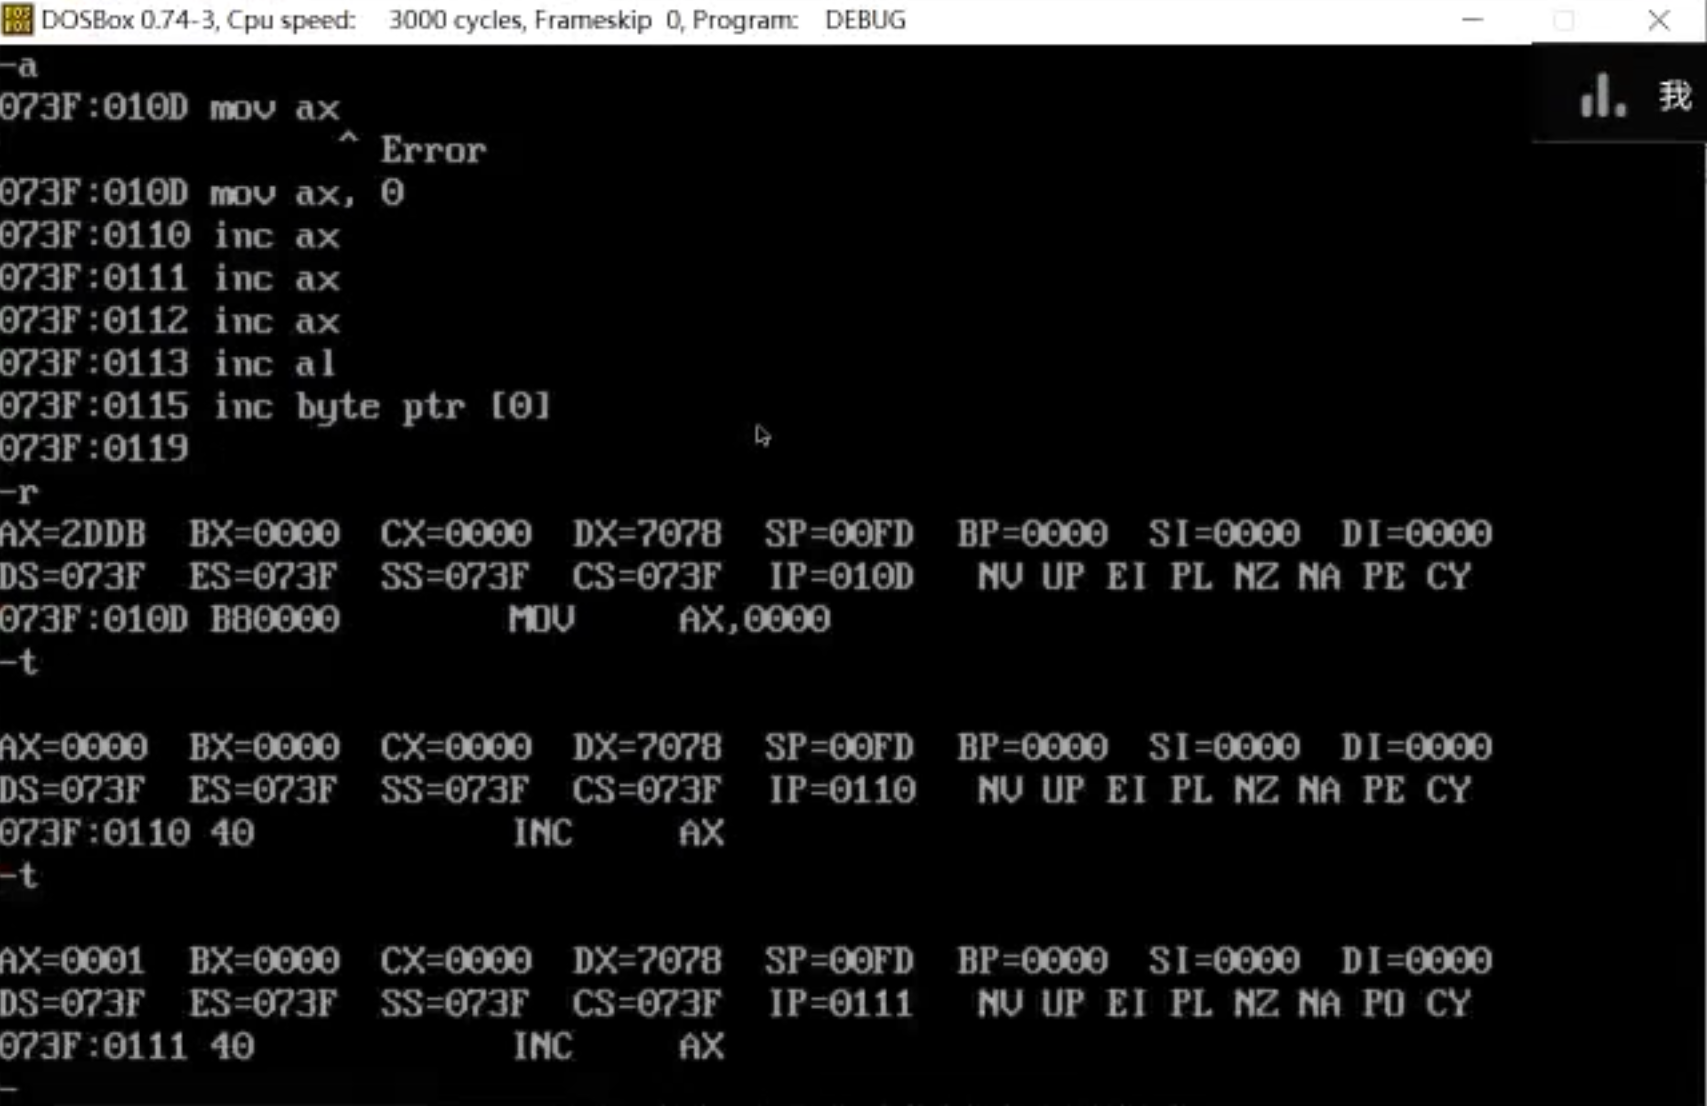 DOSBox 0.74-3, Cpu speed: 3000 cycles, Frameskip 0, Program: DEBUG
我
-a
073F:010D mov ax
^ Error
073F:010D mov ax, 0
073F:0110 inc ax
073F:0111 inc ax
073F:0112 inc ax
073F:0113 inc al
073F:0115 inc byte ptr [0]
073F:0119
-r
AX=2DDB BX=0000 CX=0000 DX=7078 SP=00FD BP=0000 SI=0000 DI=0000
DS=073F ES=073F SS=073F CS=073F IP=010D NV UP EI PL NZ NA PE CY
073F:010D B80000 MOV AX,0000
-t
AX=0000 BX=0000 CX=0000 DX=7078 SP=00FD BP=0000 SI=0000 DI=0000
DS=073F ES=073F SS=073F CS=073F IP=0110 NV UP EI PL NZ NA PE CY
073F:0110 40 INC AX
-t
AX=0001 BX=0000 CX=0000 DX=7078 SP=00FD BP=0000 SI=0000 DI=0000
DS=073F ES=073F SS=073F CS=073F IP=0111 NV UP EI PL NZ NA PO CY
073F:0111 40 INC AX
-